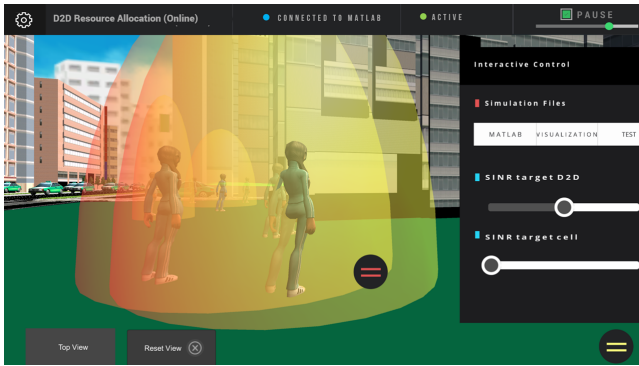 D2D Resource Allocation (Online)
CONNECTED TO MATLAB
ACTIVE
PAUSE
Interactive Control
Simulation Files
MATLAB
VISUALIZATION
TEST
SINR target D2D
SINR target cell
Top View
Reset View